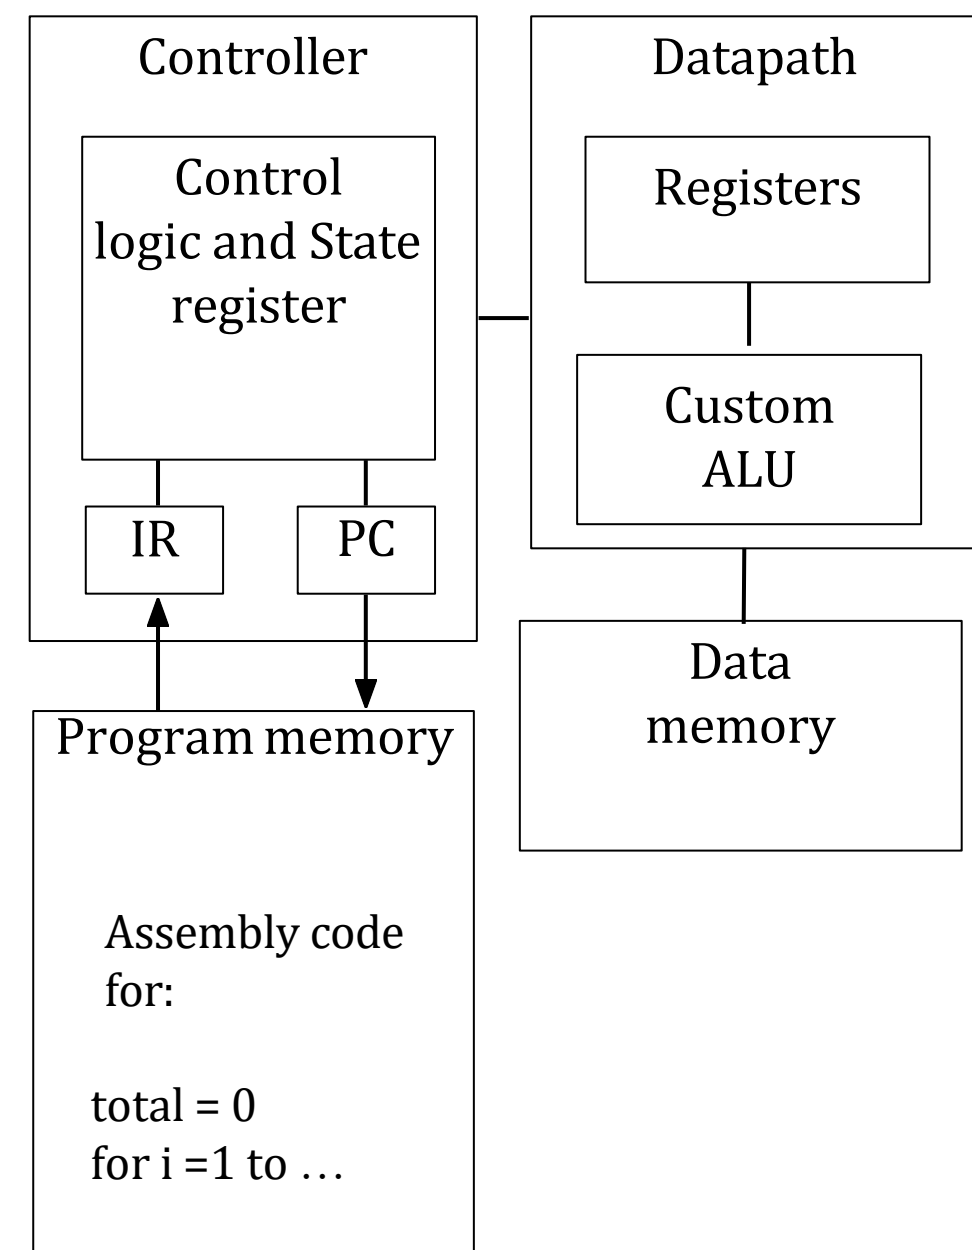 Controller
Control
logic and State
register
IR
PC
Program memory
Assembly code
for:
total = 0
for i =1 to …
Datapath
Registers
Custom
ALU
Data
memory